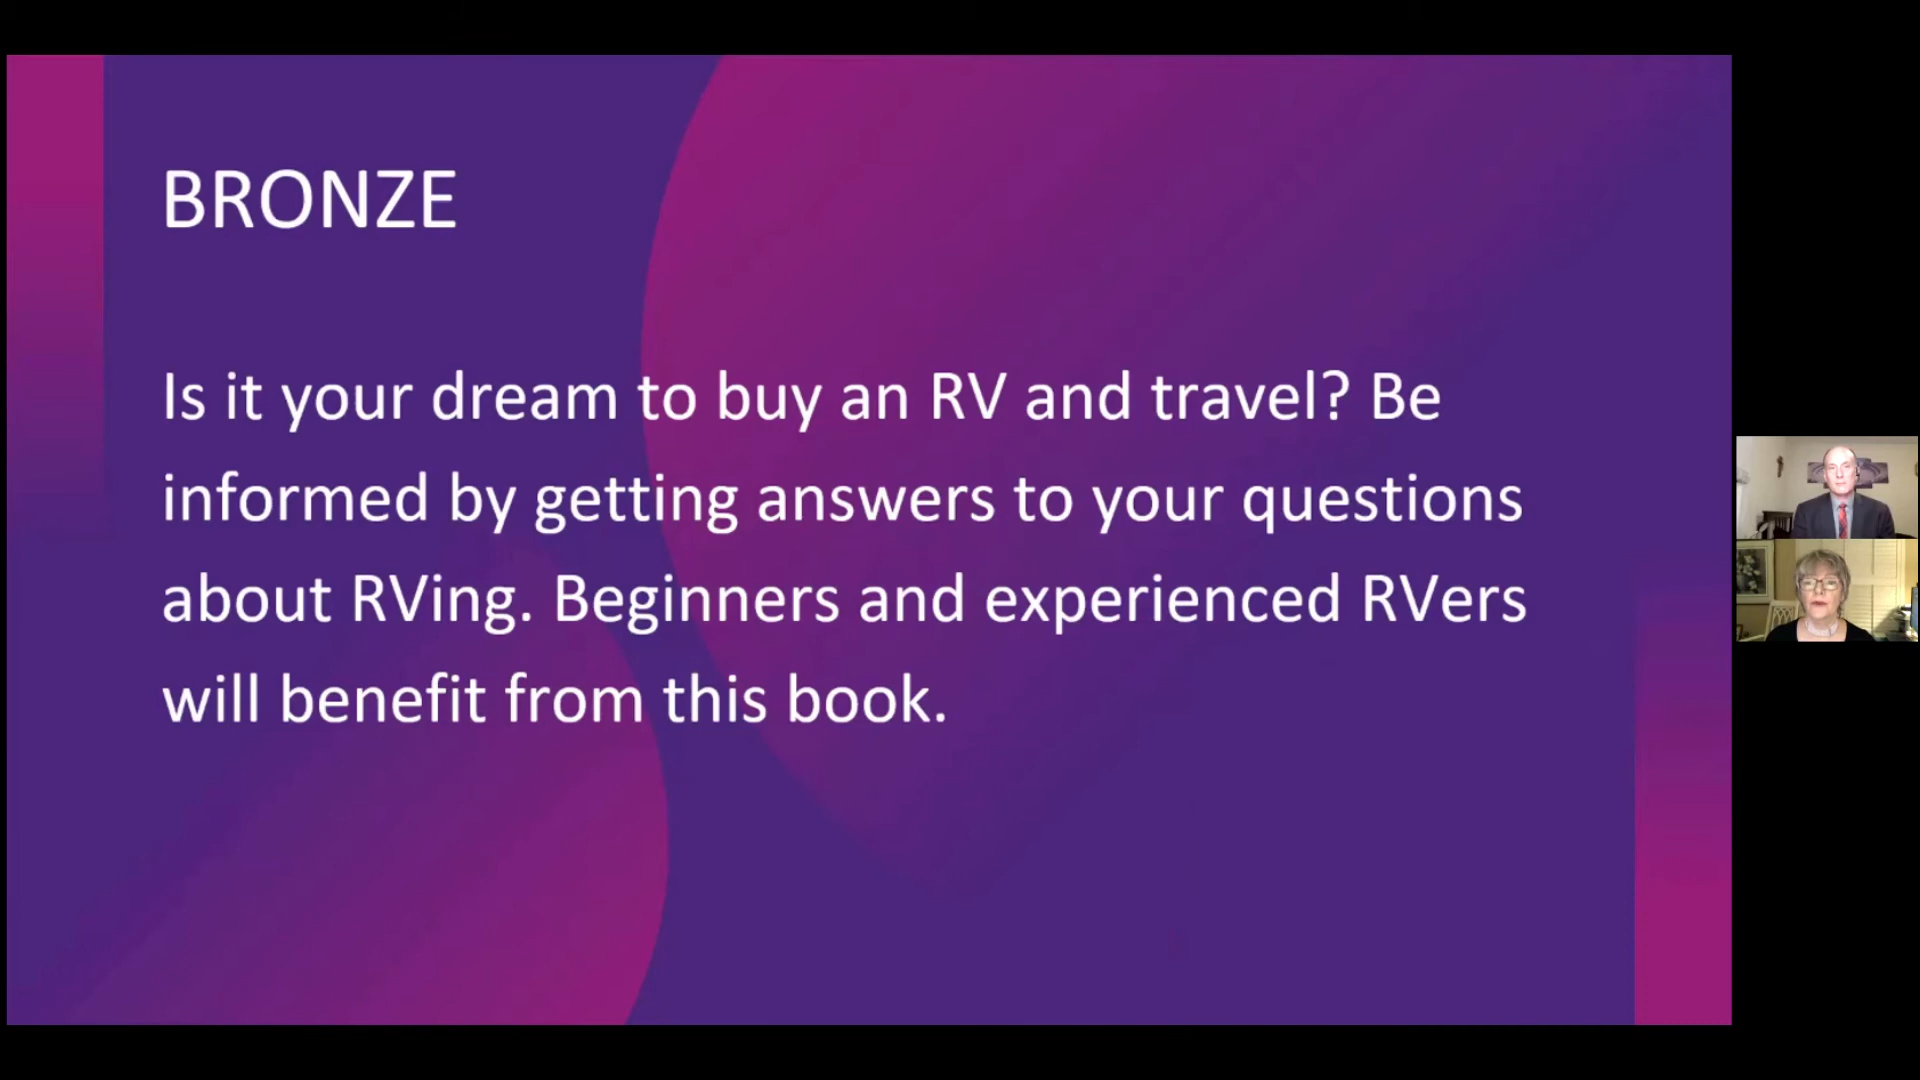 BRONZE
Is it your dream to buy an RV and travel? Be
informed by getting answers to your questions
about RVing. Beginners and experienced RVers
will benefit from this book.